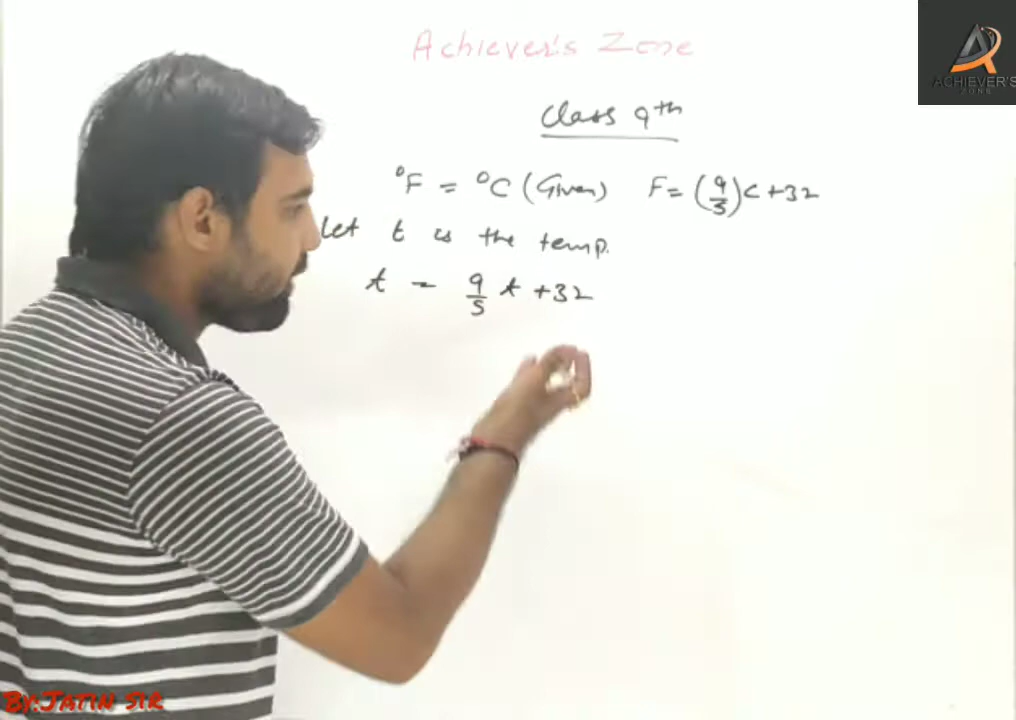 Achiever's Zone
ACHIEVER'S
ZONE
Class 9th
°F = °C (Given) F = (9/5)C + 32
Let t is the temp.
t = 9/5 t + 32
BY:JATIN SIR